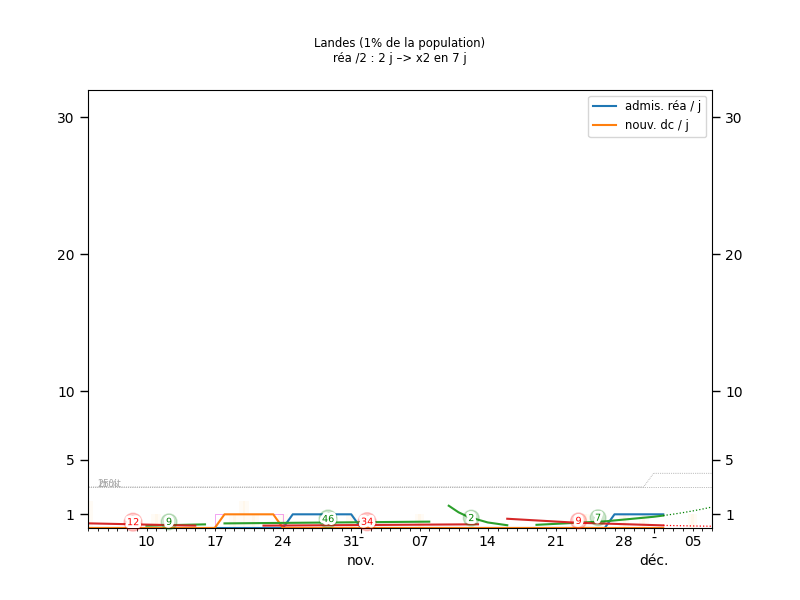 Landes (1% de la population)
réa /2 : 2 j –> x2 en 7 j
admis. réa / j
nouv. dc / j
30 30
20 20
10 10
5 5
1 1
12 9 46 34 2 9 7
10 17 24 31 07 14 21 28 - 05
nov. déc.